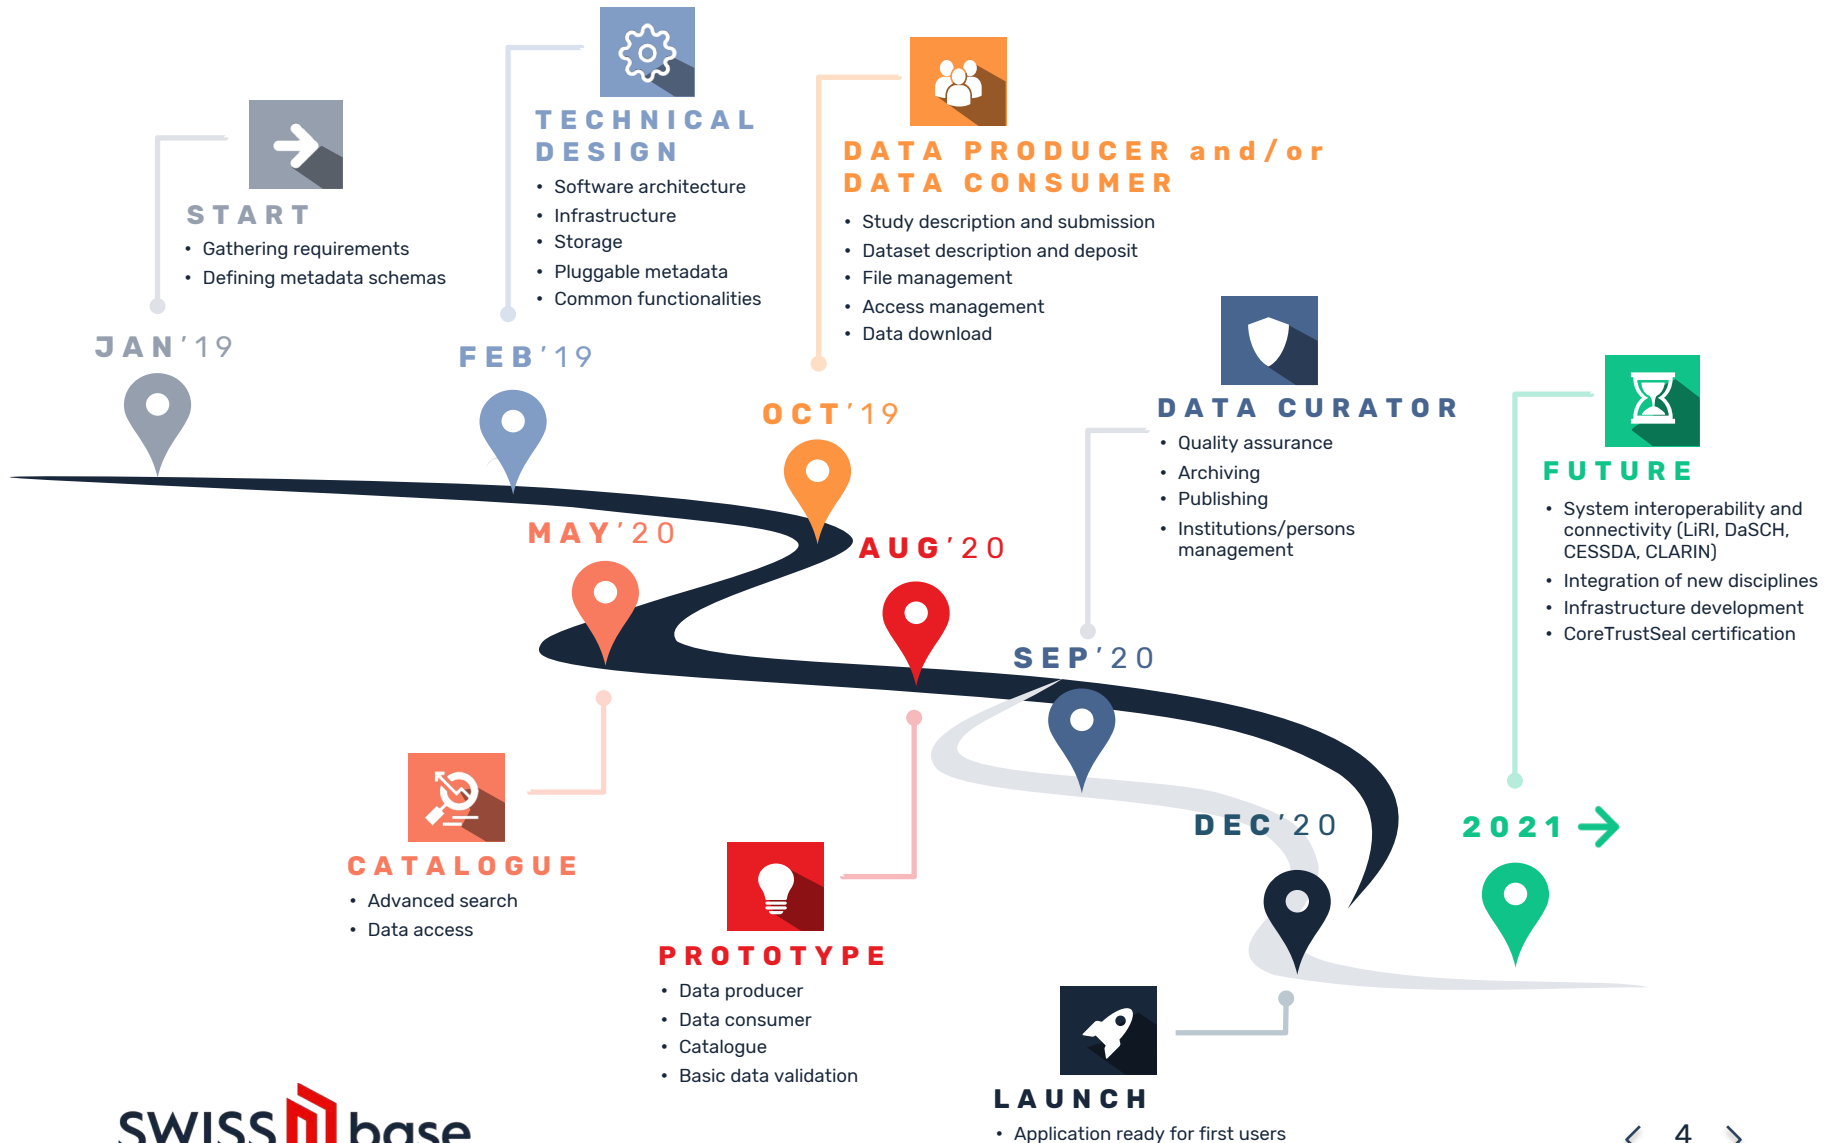 START
• Gathering requirements
• Defining metadata schemas
JAN'19
TECHNICAL
DESIGN
• Software architecture
• Infrastructure
• Storage
• Pluggable metadata
• Common functionalities
FEB'19
DATA PRODUCER and/or
DATA CONSUMER
• Study description and submission
• Dataset description and deposit
• File management
• Access management
• Data download
OCT'19
MAY'20
CATALOGUE
• Advanced search
• Data access
AUG'20
PROTOTYPE
• Data producer
• Data consumer
• Catalogue
• Basic data validation
DATA CURATOR
• Quality assurance
• Archiving
• Publishing
• Institutions/persons
management
SEP'20
DEC'20
LAUNCH
• Application ready for first users
FUTURE
• System interoperability and
connectivity (LiRI, DaSCH,
CESSDA, CLARIN)
• Integration of new disciplines
• Infrastructure development
• CoreTrustSeal certification
2021
SWISS base
4